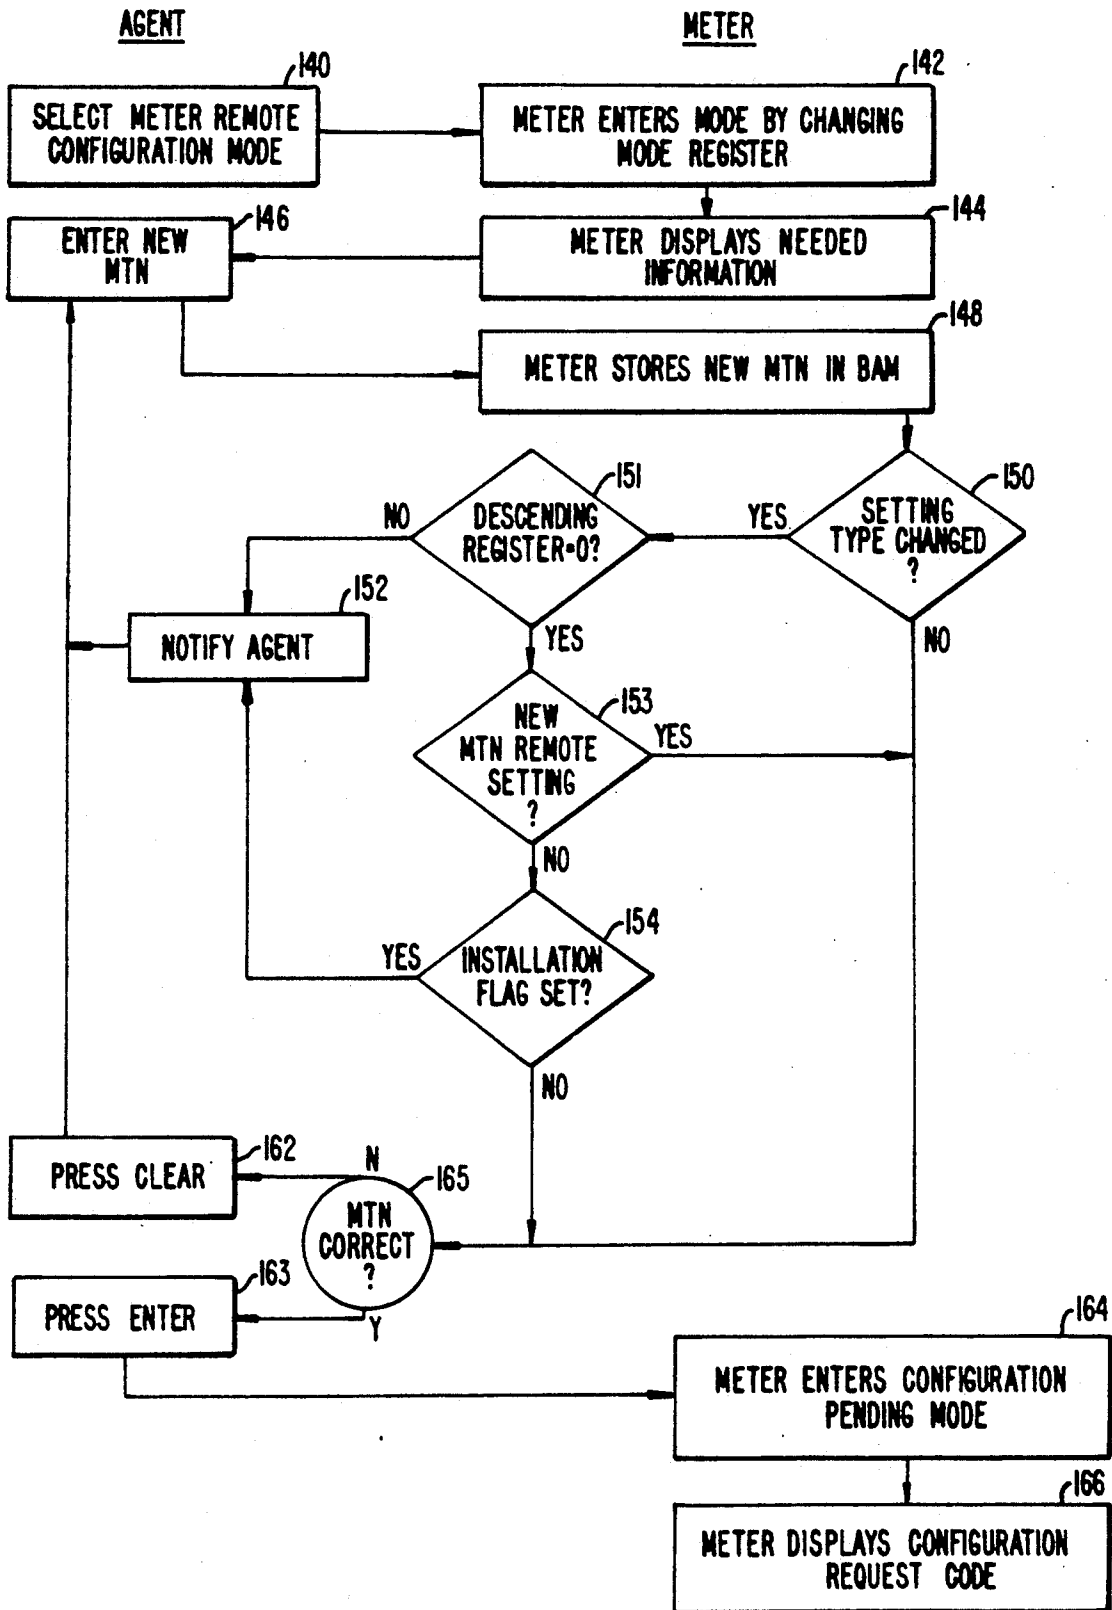 AGENT
METER
140
SELECT METER REMOTE
CONFIGURATION MODE
142
METER ENTERS MODE BY CHANGING
MODE REGISTER
144
METER DISPLAYS NEEDED
INFORMATION
146
ENTER NEW
MTN
148
METER STORES NEW MTN IN BAM
150
SETTING
TYPE CHANGED
?
YES
NO
151
DESCENDING
REGISTER=0?
NO
YES
152
NOTIFY AGENT
153
NEW
MTN REMOTE
SETTING
?
YES
NO
154
INSTALLATION
FLAG SET?
YES
NO
162
PRESS CLEAR
N
165
MTN
CORRECT
?
Y
163
PRESS ENTER
164
METER ENTERS CONFIGURATION
PENDING MODE
166
METER DISPLAYS CONFIGURATION
REQUEST CODE